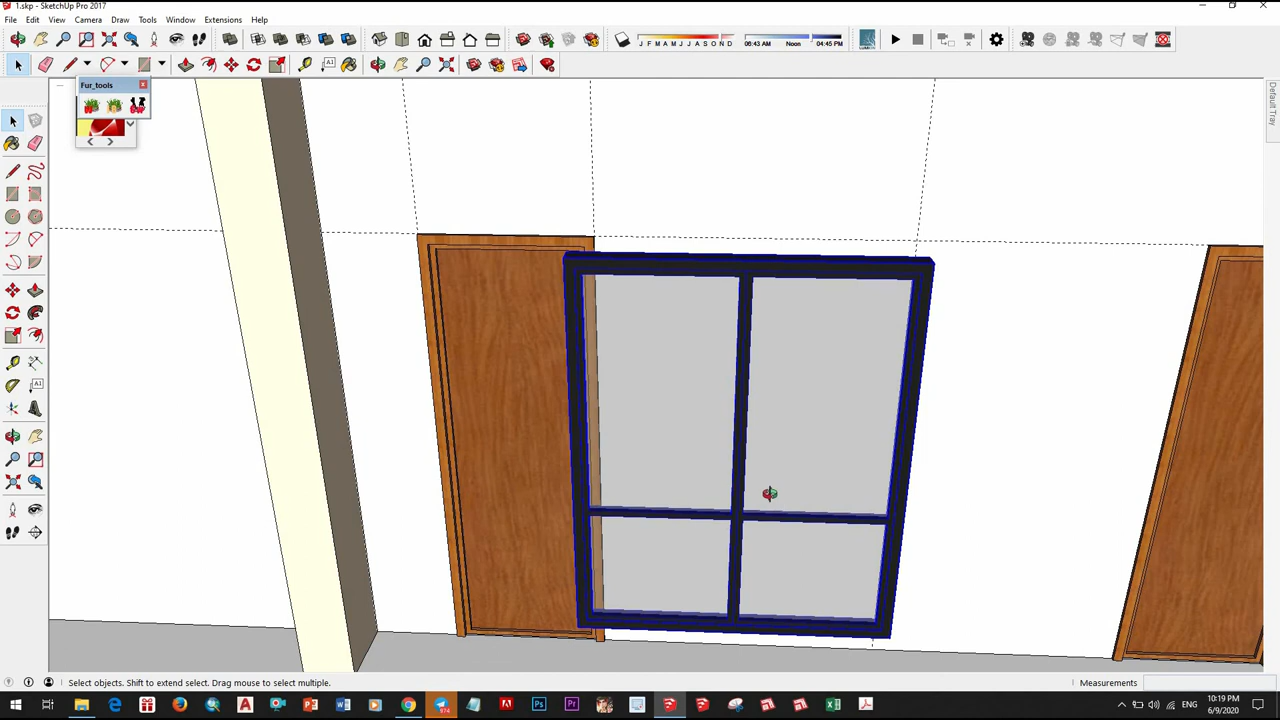 1.skp - SketchUp Pro 2017
File Edit View Camera Draw Tools Window Extensions Help
J F M A M J J A S O N D
06:43 AM Noon 04:45 PM
Fur_tools
Default Tray
Select objects. Shift to extend select. Drag mouse to select multiple.
Measurements
ENG
10:19 PM
6/9/2020